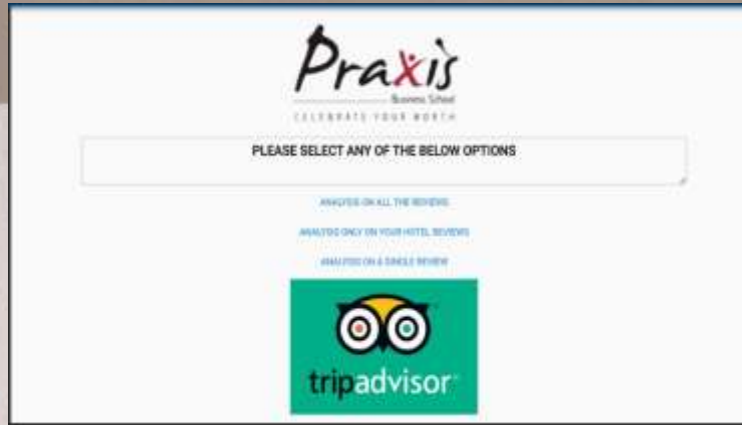 Praxis
Business School
CELEBRATE YOUR WORTH
PLEASE SELECT ANY OF THE BELOW OPTIONS
ANALYSIS ON ALL THE REVIEWS
ANALYSIS ONLY ON YOUR HOTEL REVIEWS
ANALYSIS ON A SINGLE REVIEW
tripadvisor